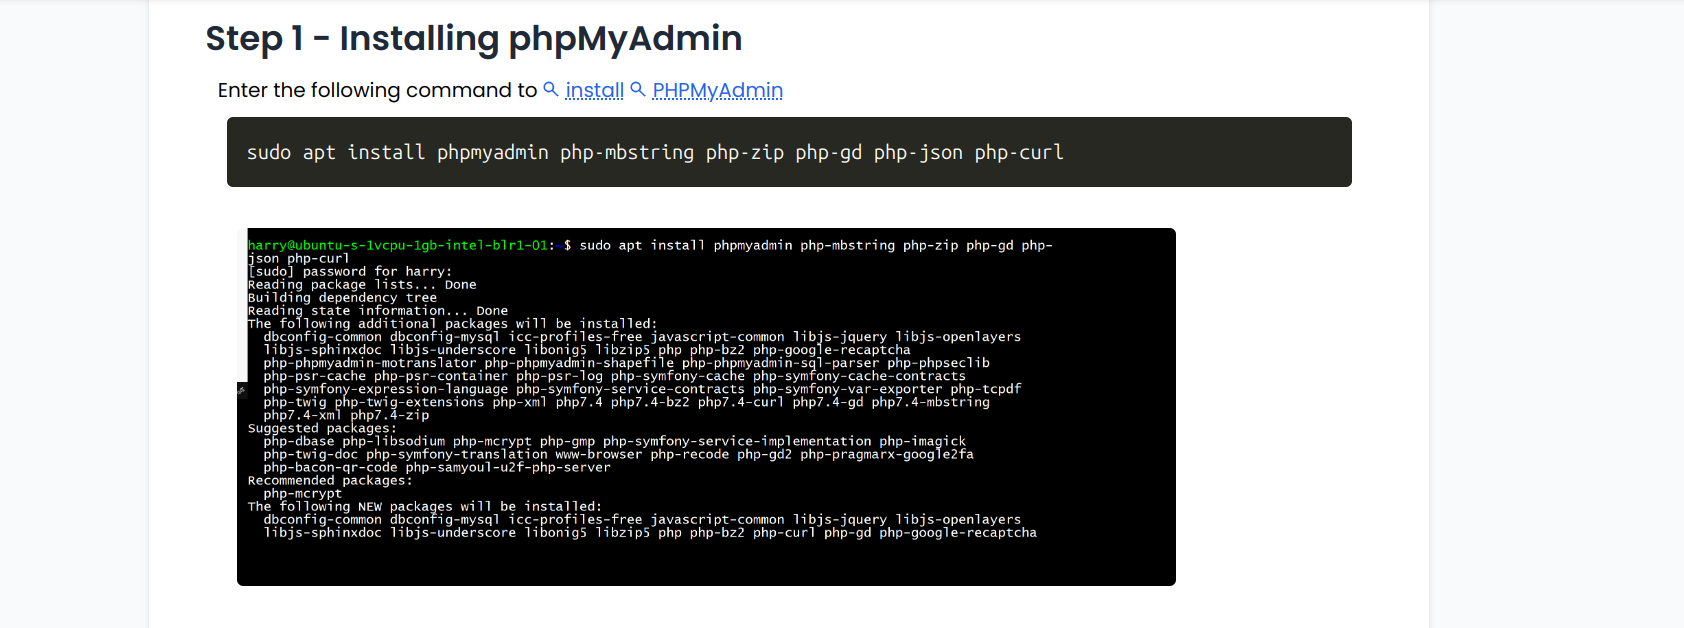 Step 1 - Installing phpMyAdmin
Enter the following command to install PHPMyAdmin
sudo apt install phpmyadmin php-mbstring php-zip php-gd php-json php-curl
harry@ubuntu-s-1vcpu-1gb-intel-blr1-01:~$ sudo apt install phpmyadmin php-mbstring php-zip php-gd php-
json php-curl
[sudo] password for harry:
Reading package lists... Done
Building dependency tree
Reading state information... Done
The following additional packages will be installed:
dbconfig-common dbconfig-mysql icc-profiles-free javascript-common libjs-jquery libjs-openlayers
libjs-sphinxdoc libjs-underscore libonig5 libzip5 php php-bz2 php-google-recaptcha
php-phpmyadmin-motranslator php-phpmyadmin-shapefile php-phpmyadmin-sql-parser php-phpseclib
php-psr-cache php-psr-container php-psr-log php-symfony-cache php-symfony-cache-contracts
php-symfony-expression-language php-symfony-service-contracts php-symfony-var-exporter php-tcpdf
php-twig php-twig-extensions php-xml php7.4 php7.4-bz2 php7.4-curl php7.4-gd php7.4-mbstring
php7.4-xml php7.4-zip
Suggested packages:
php-dbase php-libsodium php-mcrypt php-gmp php-symfony-service-implementation php-imagick
php-twig-doc php-symfony-translation www-browser php-recode php-gd2 php-pragmarx-google2fa
php-bacon-qr-code php-samyoul-u2f-php-server
Recommended packages:
php-mcrypt
The following NEW packages will be installed:
dbconfig-common dbconfig-mysql icc-profiles-free javascript-common libjs-jquery libjs-openlayers
libjs-sphinxdoc libjs-underscore libonig5 libzip5 php php-bz2 php-curl php-gd php-google-recaptcha